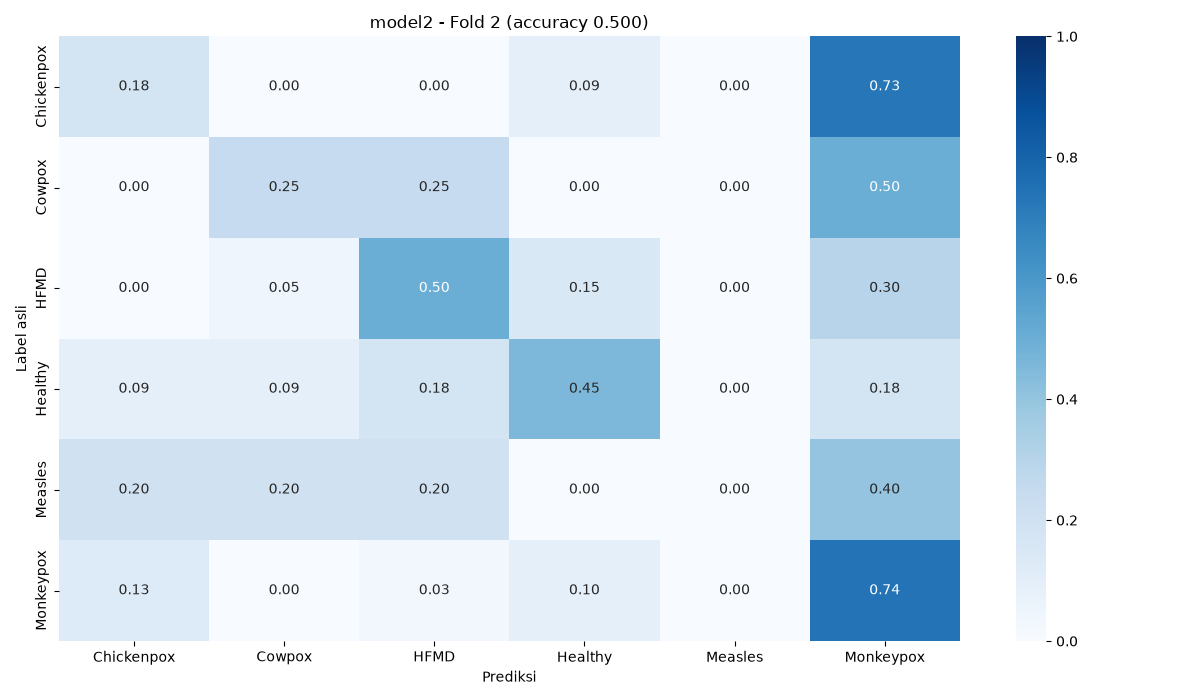 model2 - Fold 2 (accuracy 0.500)
Label asli
Chickenpox 0.18 0.00 0.00 0.09 0.00 0.73
Cowpox 0.00 0.25 0.25 0.00 0.00 0.50
HFMD 0.00 0.05 0.50 0.15 0.00 0.30
Healthy 0.09 0.09 0.18 0.45 0.00 0.18
Measles 0.20 0.20 0.20 0.00 0.00 0.40
Monkeypox 0.13 0.00 0.03 0.10 0.00 0.74
Chickenpox Cowpox HFMD Healthy Measles Monkeypox
Prediksi
1.0
0.8
0.6
0.4
0.2
0.0